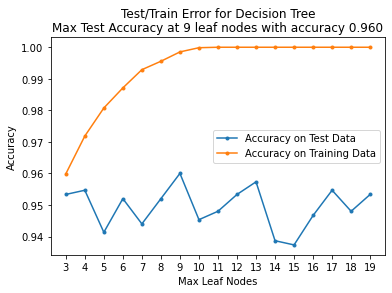 Test/Train Error for Decision Tree
Max Test Accuracy at 9 leaf nodes with accuracy 0.960
1.00
0.99
0.98
0.97
0.96
0.95
0.94
Accuracy
Accuracy on Test Data
Accuracy on Training Data
3 4 5 6 7 8 9 10 11 12 13 14 15 16 17 18 19
Max Leaf Nodes